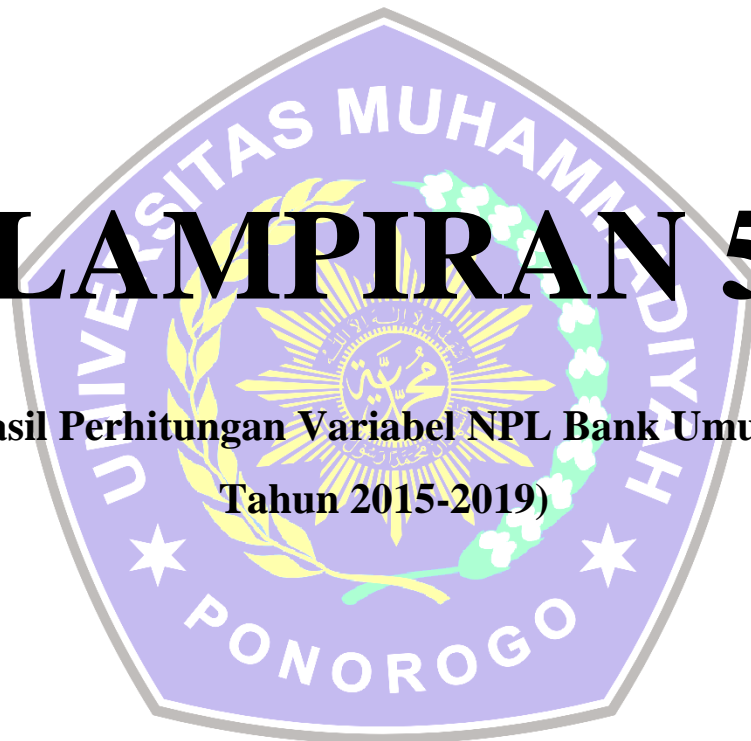 UNIVERSITAS MUHAMMADIYAH
LAMPIRAN 5
asil Perhitungan Variabel NPL Bank Umu
Tahun 2015-2019)
PONOROGO